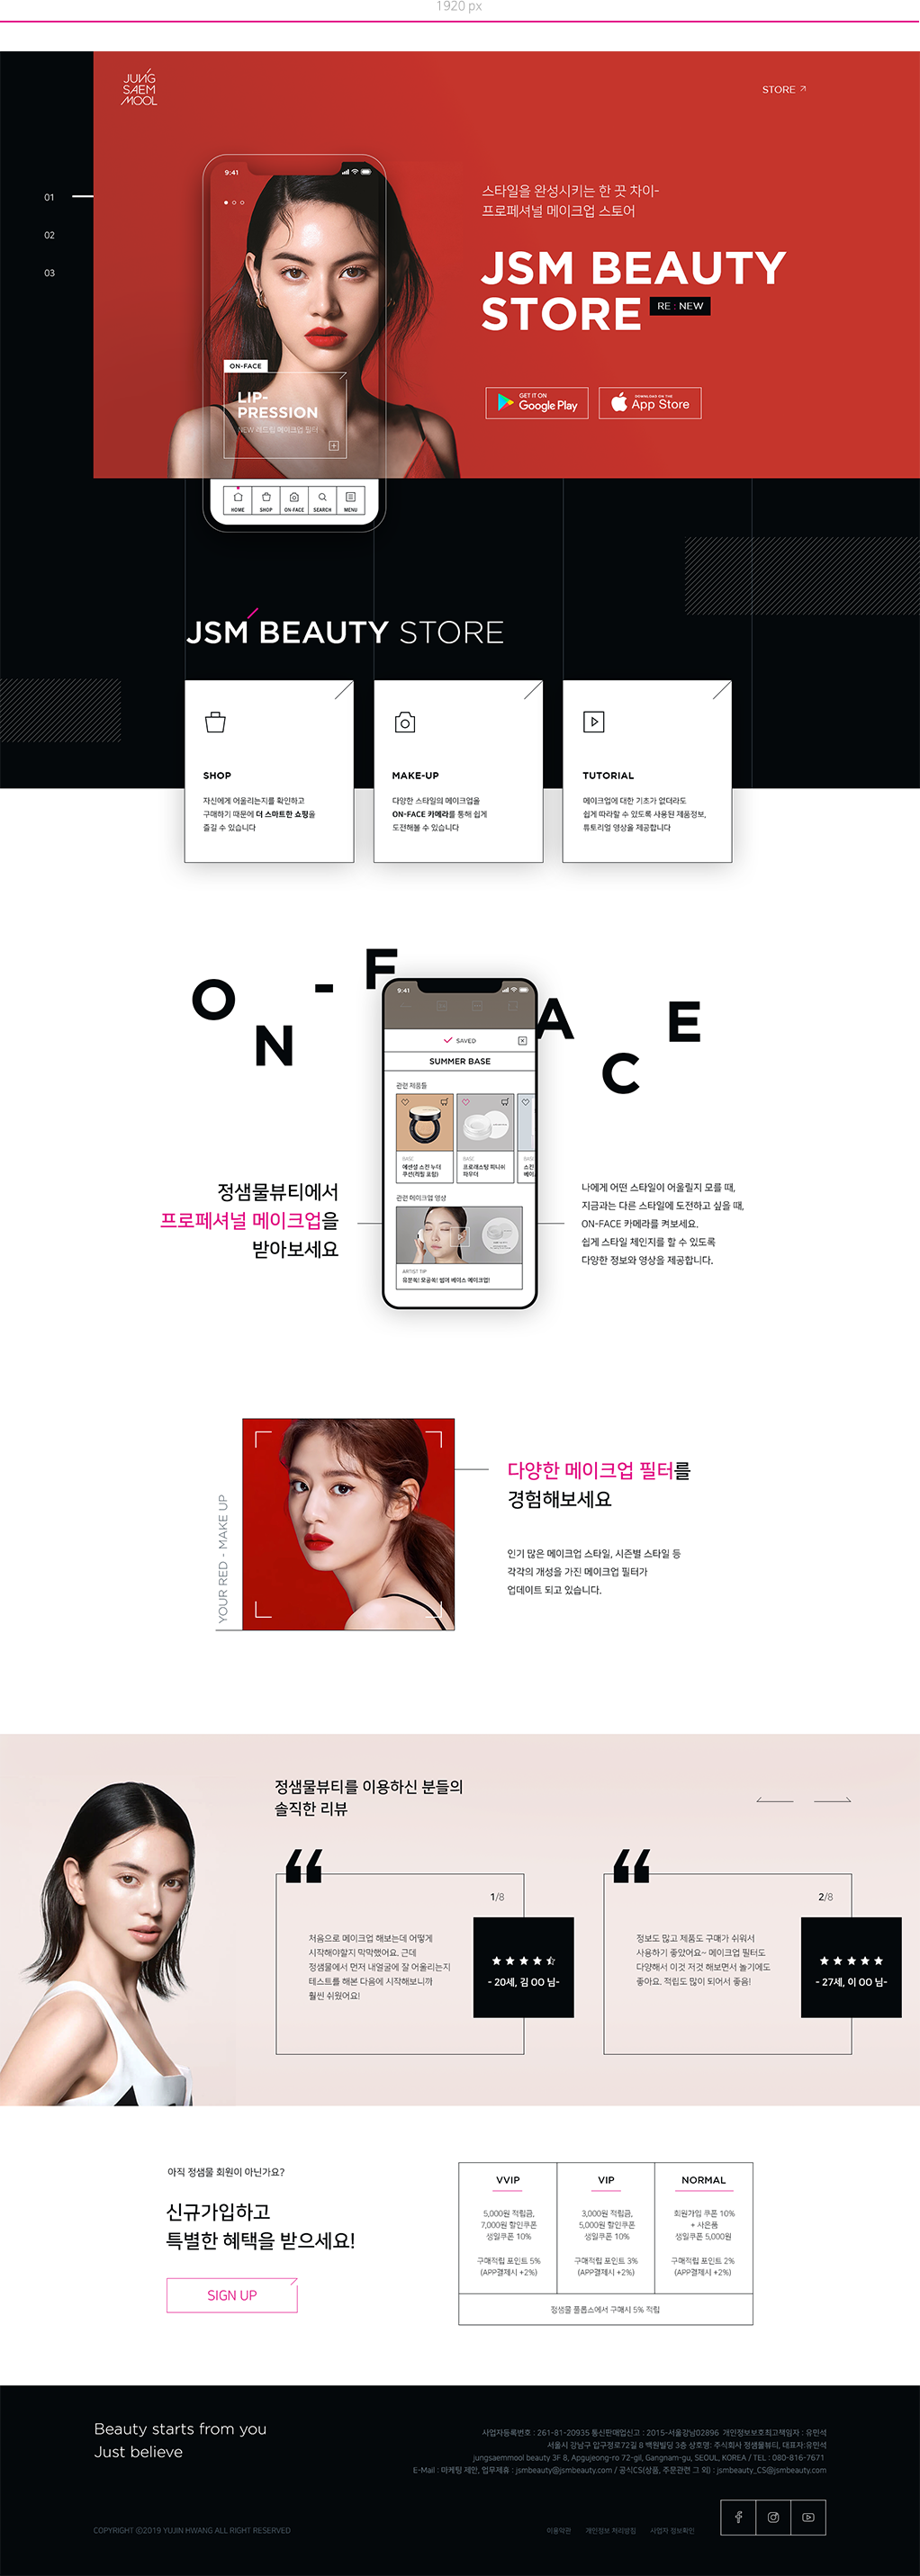 1920 px
JUNG
SAEM
MOOL
STORE
01
02
03
9:41
ON-FACE
LIP-
PRESSION
NEW 레드립 메이크업 필터
HOME SHOP ON-FACE SEARCH MENU
스타일을 완성시키는 한 끗 차이-
프로페셔널 메이크업 스토어
JSM BEAUTY
STORE RE : NEW
GET IT ON
Google Play
DOWNLOAD ON THE
App Store
JSM BEAUTY STORE
SHOP
자신에게 어울리는지를 확인하고
구매하기 때문에 더 스마트한 쇼핑을
즐길 수 있습니다
MAKE-UP
다양한 스타일의 메이크업을
ON-FACE 카메라를 통해 쉽게
도전해볼 수 있습니다
TUTORIAL
메이크업에 대한 기초가 없더라도
쉽게 따라할 수 있도록 사용된 제품정보,
튜토리얼 영상을 제공합니다
ON-FACE
9:41
SAVED
SUMMER BASE
관련 제품들
BASE
에센셜 스킨 누더
쿠션(리필 포함)
BASE
프로래스팅 피니쉬
파우더
BASE
스킨
베이
관련 메이크업 영상
ARTIST TIP
유분쏙! 모공쏙! 썸머 베이스 메이크업!
정샘물뷰티에서
프로페셔널 메이크업을
받아보세요
나에게 어떤 스타일이 어울릴지 모를 때,
지금과는 다른 스타일에 도전하고 싶을 때,
ON-FACE 카메라를 켜보세요.
쉽게 스타일 체인지를 할 수 있도록
다양한 정보와 영상을 제공합니다.
YOUR RED - MAKE UP
다양한 메이크업 필터를
경험해보세요
인기 많은 메이크업 스타일, 시즌별 스타일 등
각각의 개성을 가진 메이크업 필터가
업데이트 되고 있습니다.
정샘물뷰티를 이용하신 분들의
솔직한 리뷰
1/8
처음으로 메이크업 해보는데 어떻게
시작해야할지 막막했어요. 근데
정샘물에서 먼저 내얼굴에 잘 어울리는지
테스트를 해본 다음에 시작해보니까
훨씬 쉬웠어요!
- 20세, 김 OO 님-
2/8
정보도 많고 제품도 구매가 쉬워서
사용하기 좋았어요~ 메이크업 필터도
다양해서 이것 저것 해보면서 놀기에도
좋아요. 적립도 많이 되어서 좋음!
- 27세, 이 OO 님-
아직 정샘물 회원이 아닌가요?
신규가입하고
특별한 혜택을 받으세요!
SIGN UP
VVIP
5,000원 적립금,
7,000원 할인쿠폰
생일쿠폰 10%
구매적립 포인트 5%
(APP결제시 +2%)
VIP
3,000원 적립금,
5,000원 할인쿠폰
생일쿠폰 10%
구매적립 포인트 3%
(APP결제시 +2%)
NORMAL
회원가입 쿠폰 10%
+ 사은품
생일쿠폰 5,000원
구매적립 포인트 2%
(APP결제시 +2%)
정샘물 플롭스에서 구매시 5% 적립
Beauty starts from you
Just believe
사업자등록번호 : 261-81-20935 통신판매업신고 : 2015-서울강남02896 개인정보보호최고책임자 : 유민석
서울시 강남구 압구정로72길 8 백원빌딩 3층 상호명: 주식회사 정샘물뷰티, 대표자:유민석
jungsaemmool beauty 3F 8, Apgujeong-ro 72-gil, Gangnam-gu, SEOUL, KOREA / TEL : 080-816-7671
E-Mail : 마케팅 제안, 업무제휴 : jsmbeauty@jsmbeauty.com / 공식CS(상품, 주문관련 그 외) : jsmbeauty_CS@jsmbeauty.com
COPYRIGHT ⓒ2019 YUJIN HWANG ALL RIGHT RESERVED
이용약관 개인정보 처리방침 사업자 정보확인